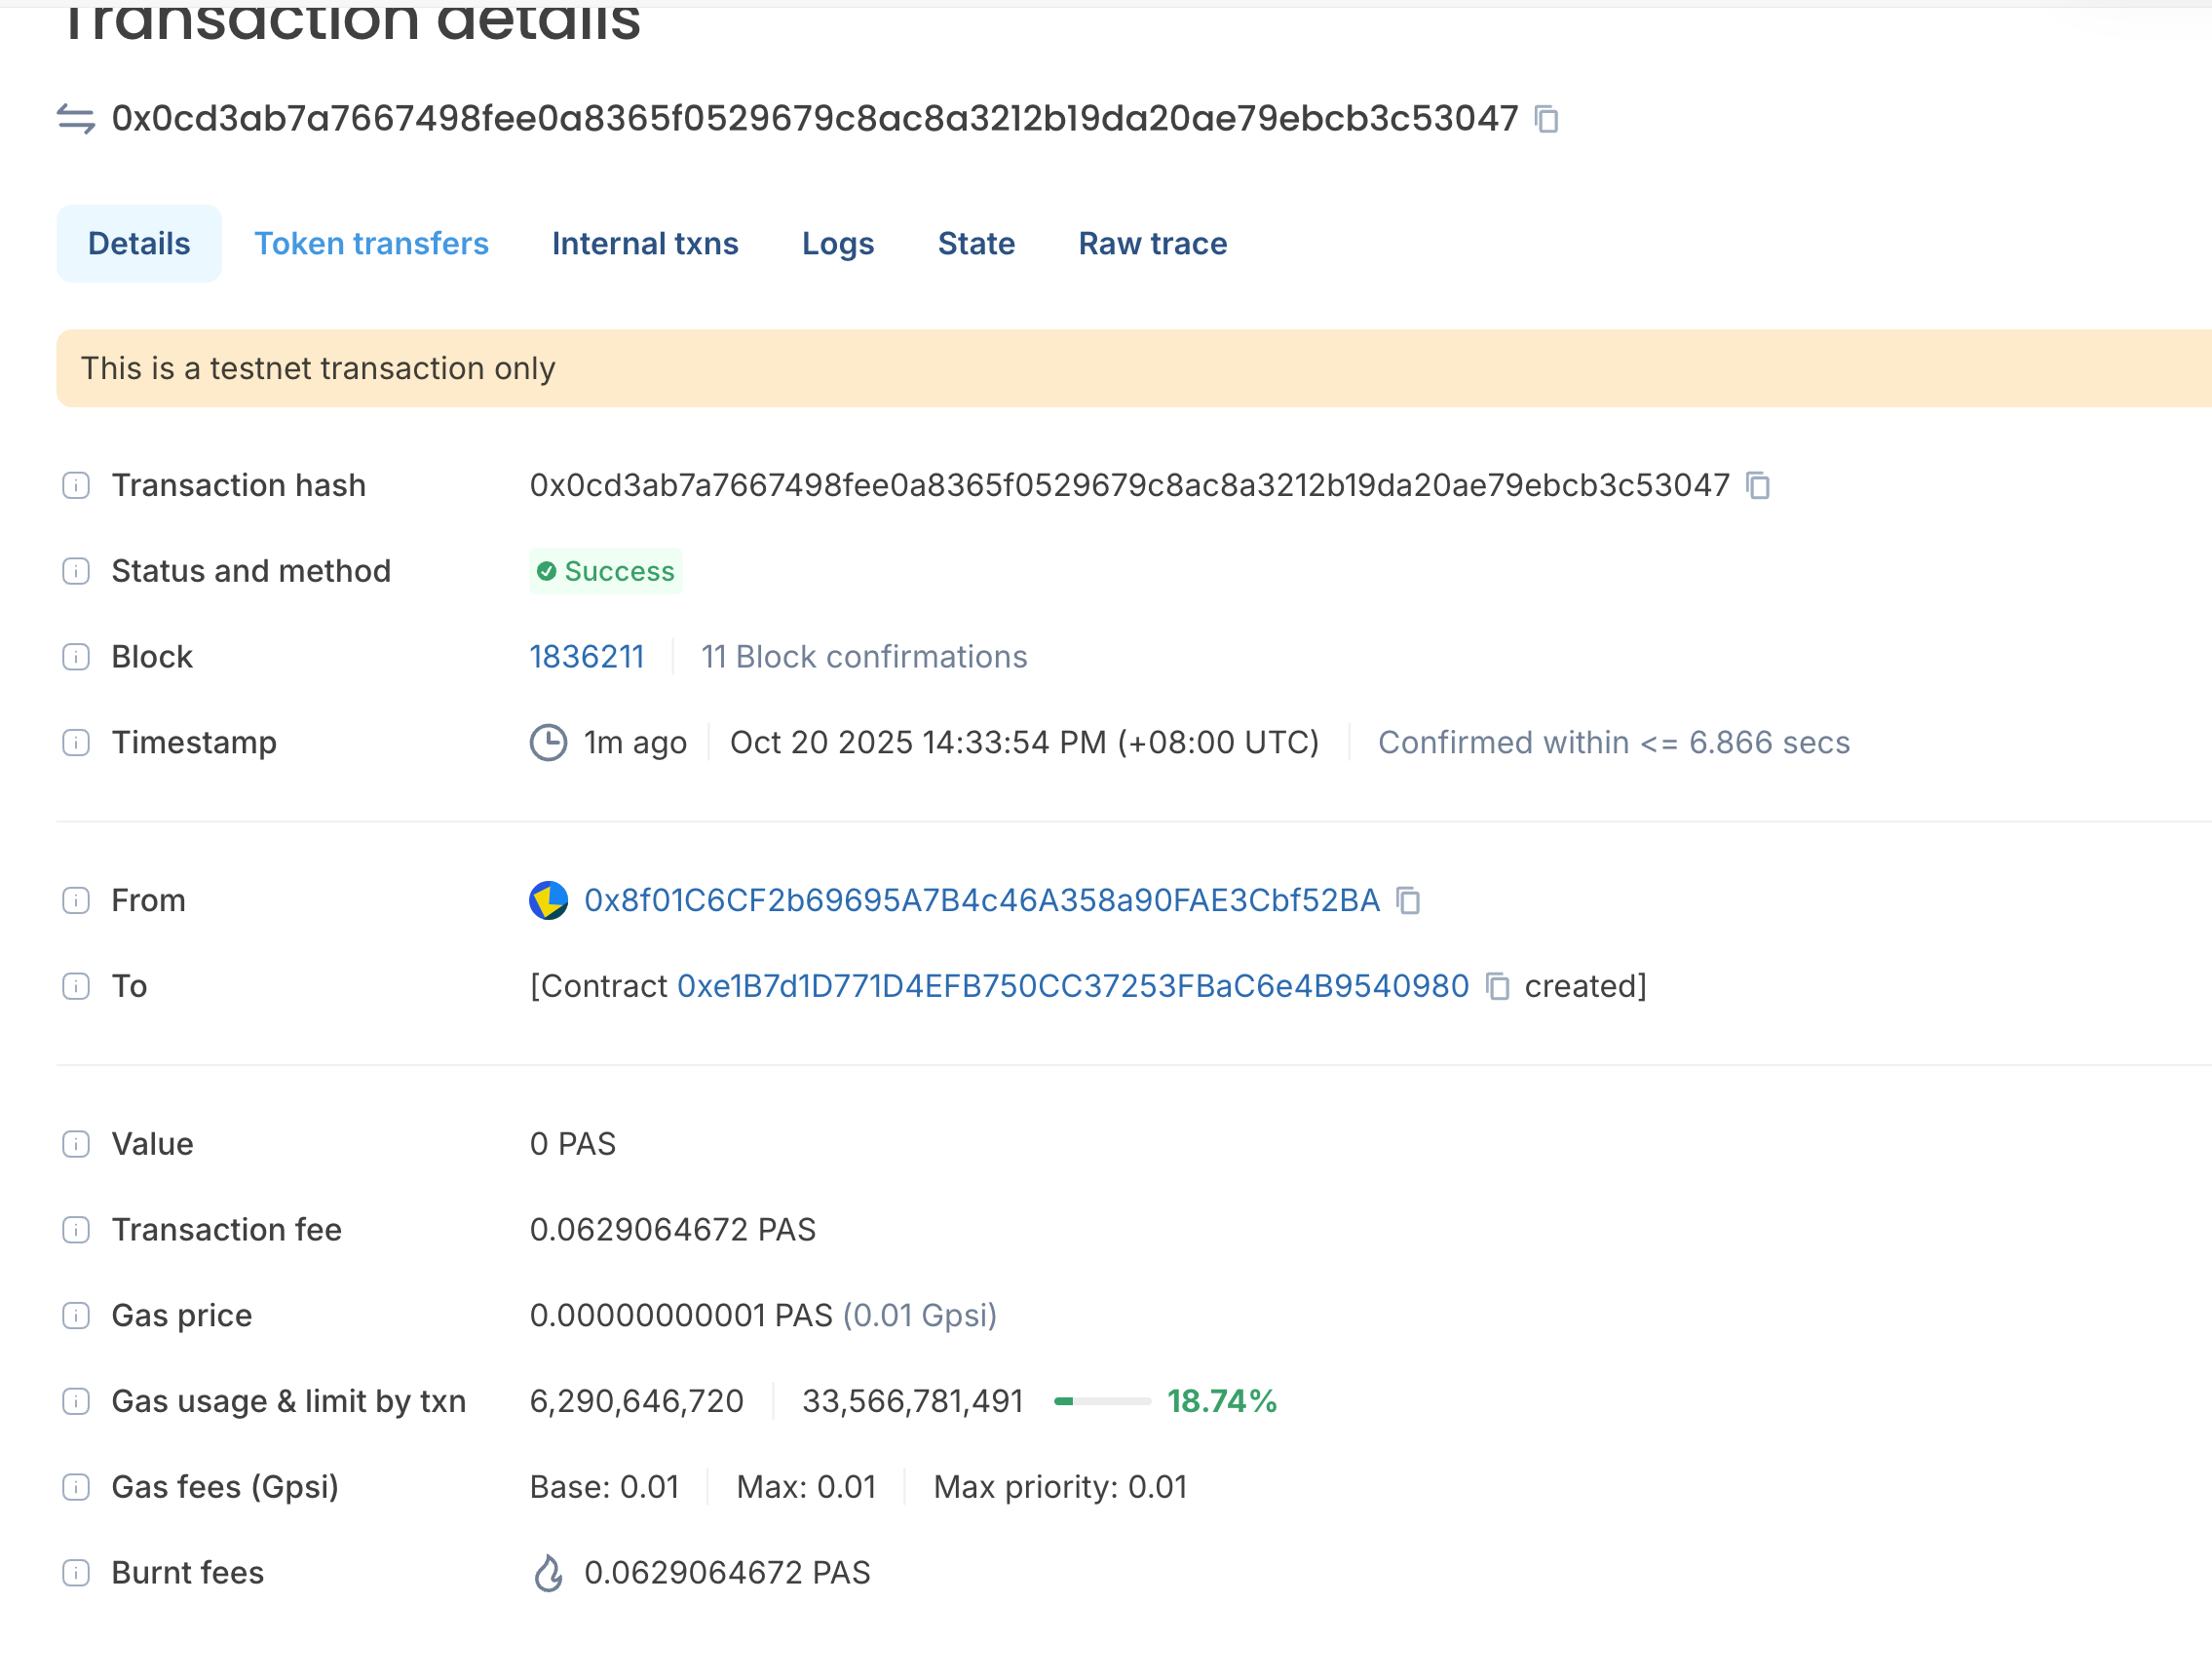 Transaction details
0x0cd3ab7a7667498fee0a8365f0529679c8ac8a3212b19da20ae79ebcb3c53047
Details Token transfers Internal txns Logs State Raw trace
This is a testnet transaction only
Transaction hash 0x0cd3ab7a7667498fee0a8365f0529679c8ac8a3212b19da20ae79ebcb3c53047
Status and method Success
Block 1836211 11 Block confirmations
Timestamp 1m ago Oct 20 2025 14:33:54 PM (+08:00 UTC) Confirmed within <= 6.866 secs
From 0x8f01C6CF2b69695A7B4c46A358a90FAE3Cbf52BA
To [Contract 0xe1B7d1D771D4EFB750CC37253FBaC6e4B9540980 created]
Value 0 PAS
Transaction fee 0.0629064672 PAS
Gas price 0.00000000001 PAS (0.01 Gpsi)
Gas usage & limit by txn 6,290,646,720 33,566,781,491 18.74%
Gas fees (Gpsi) Base: 0.01 Max: 0.01 Max priority: 0.01
Burnt fees 0.0629064672 PAS